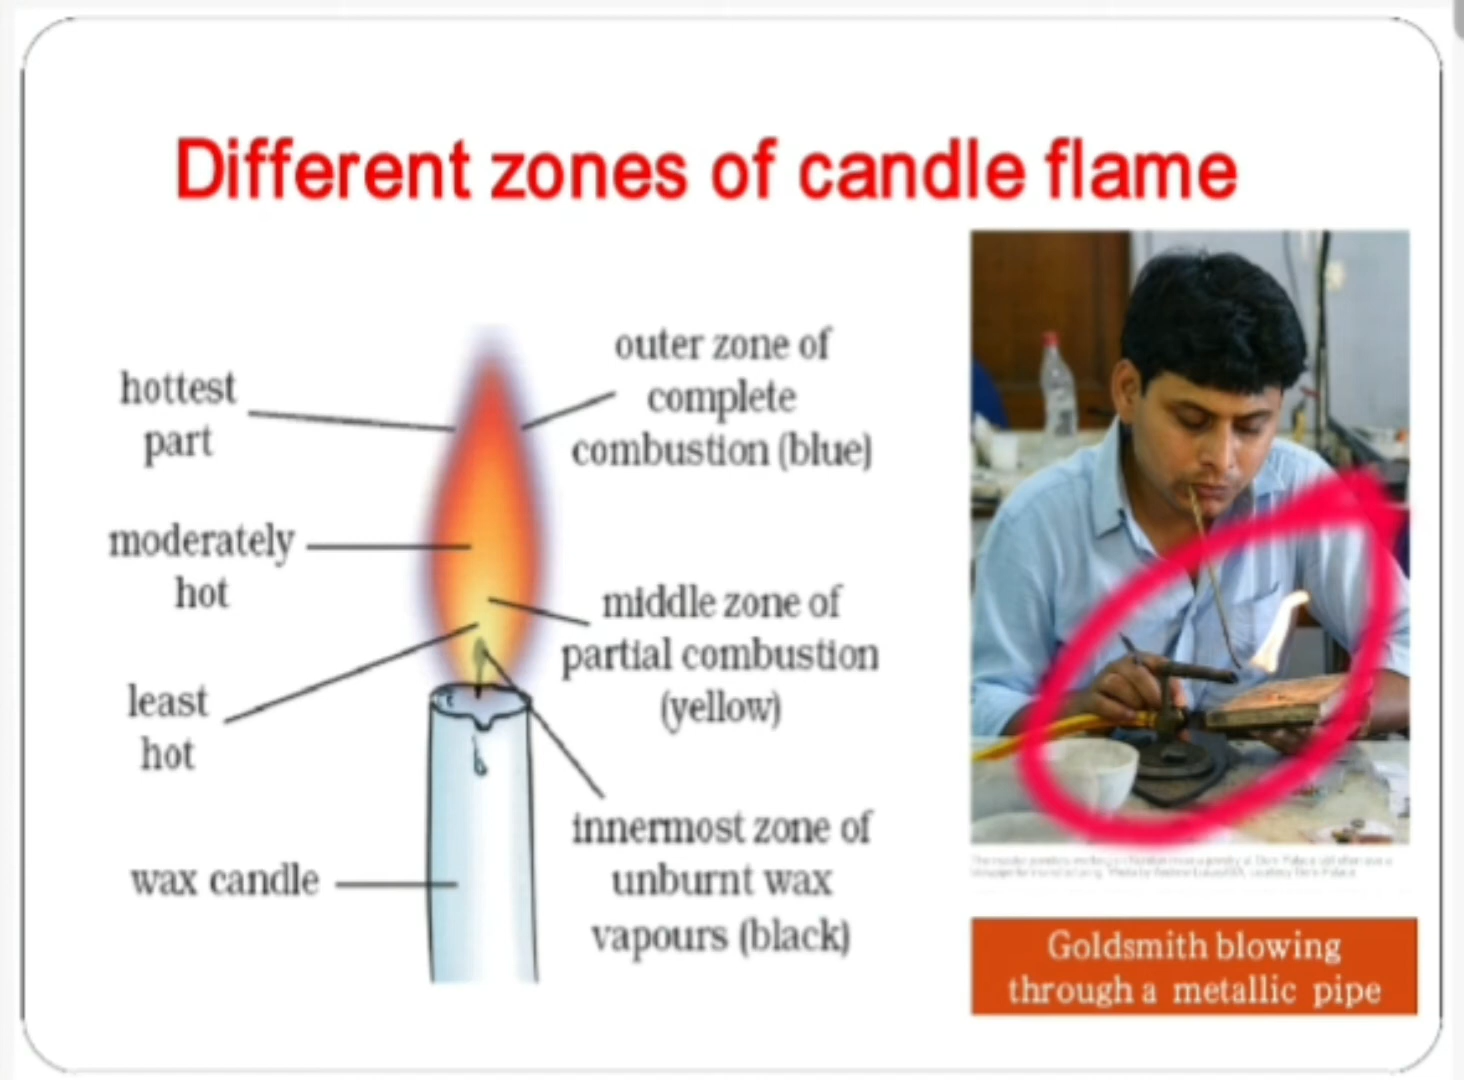 Different zones of candle flame
hottest
part
outer zone of
complete
combustion (blue)
moderately
hot
middle zone of
partial combustion
(yellow)
least
hot
innermost zone of
unburnt wax
vapours (black)
wax candle
Goldsmith blowing
through a metallic pipe